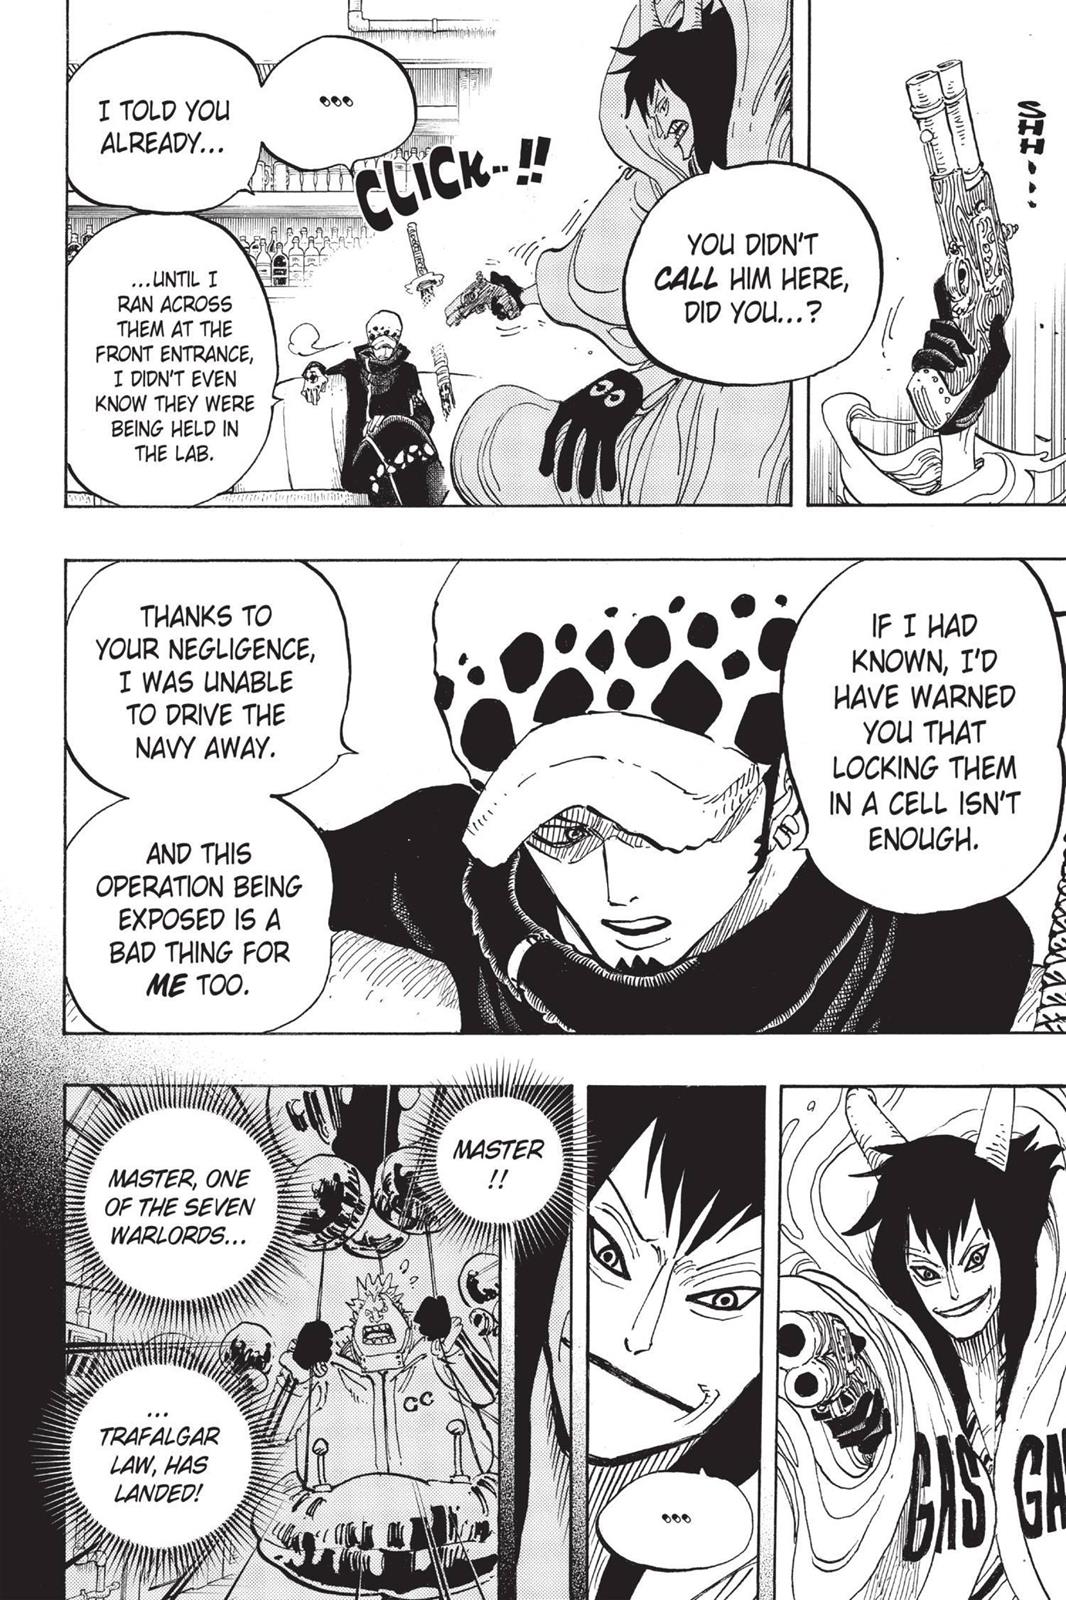 SHH....
YOU DIDN'T
CALL HIM HERE,
DID YOU...?
CLICK..!!
...
I TOLD YOU
ALREADY...
...UNTIL I
RAN ACROSS
THEM AT THE
FRONT ENTRANCE,
I DIDN'T EVEN
KNOW THEY WERE
BEING HELD IN
THE LAB.
IF I HAD
KNOWN, I'D
HAVE WARNED
YOU THAT
LOCKING THEM
IN A CELL ISN'T
ENOUGH.
THANKS TO
YOUR NEGLIGENCE,
I WAS UNABLE
TO DRIVE THE
NAVY AWAY.
AND THIS
OPERATION BEING
EXPOSED IS A
BAD THING FOR
ME TOO.
GAS
GA
...
MASTER
!!
MASTER, ONE
OF THE SEVEN
WARLORDS...
CC
...
TRAFALGAR
LAW, HAS
LANDED!